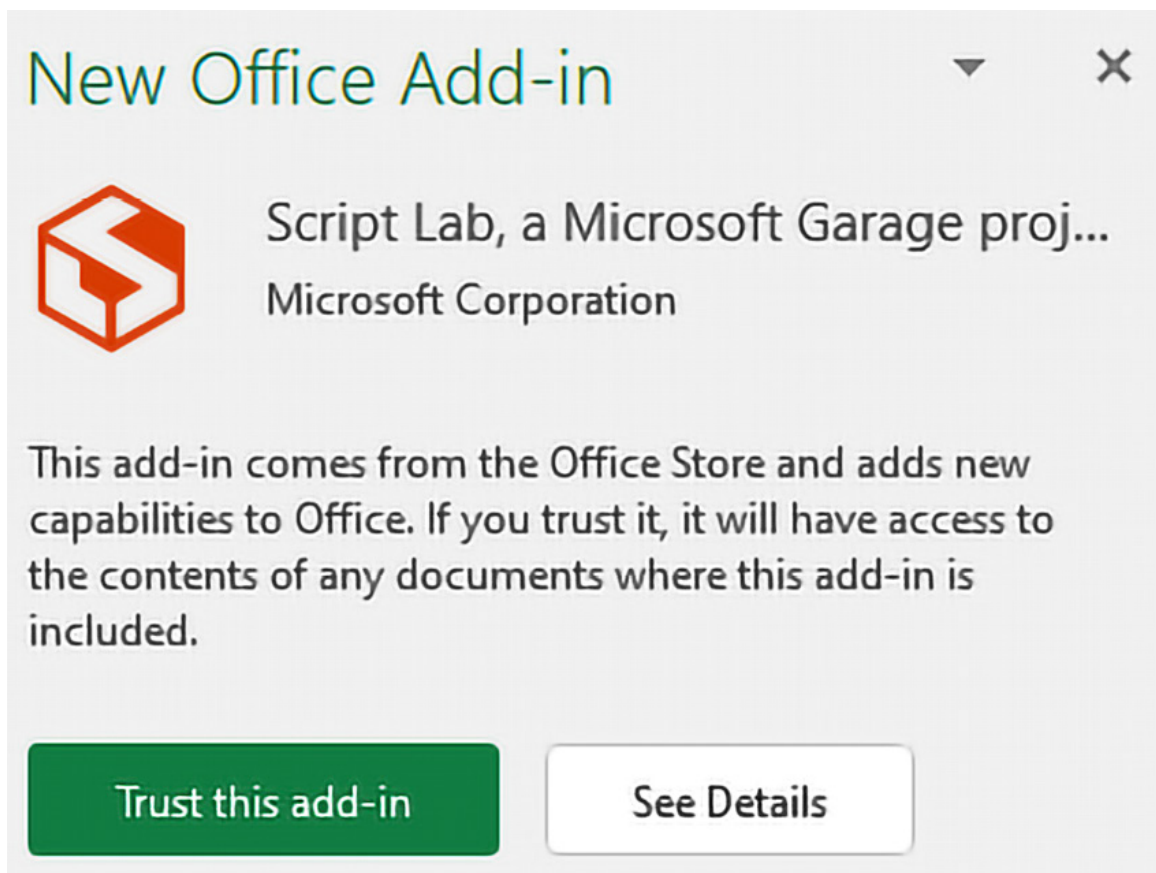 New Office Add-in
Script Lab, a Microsoft Garage proj...
Microsoft Corporation
This add-in comes from the Office Store and adds new
capabilities to Office. If you trust it, it will have access to
the contents of any documents where this add-in is
included.
Trust this add-in
See Details